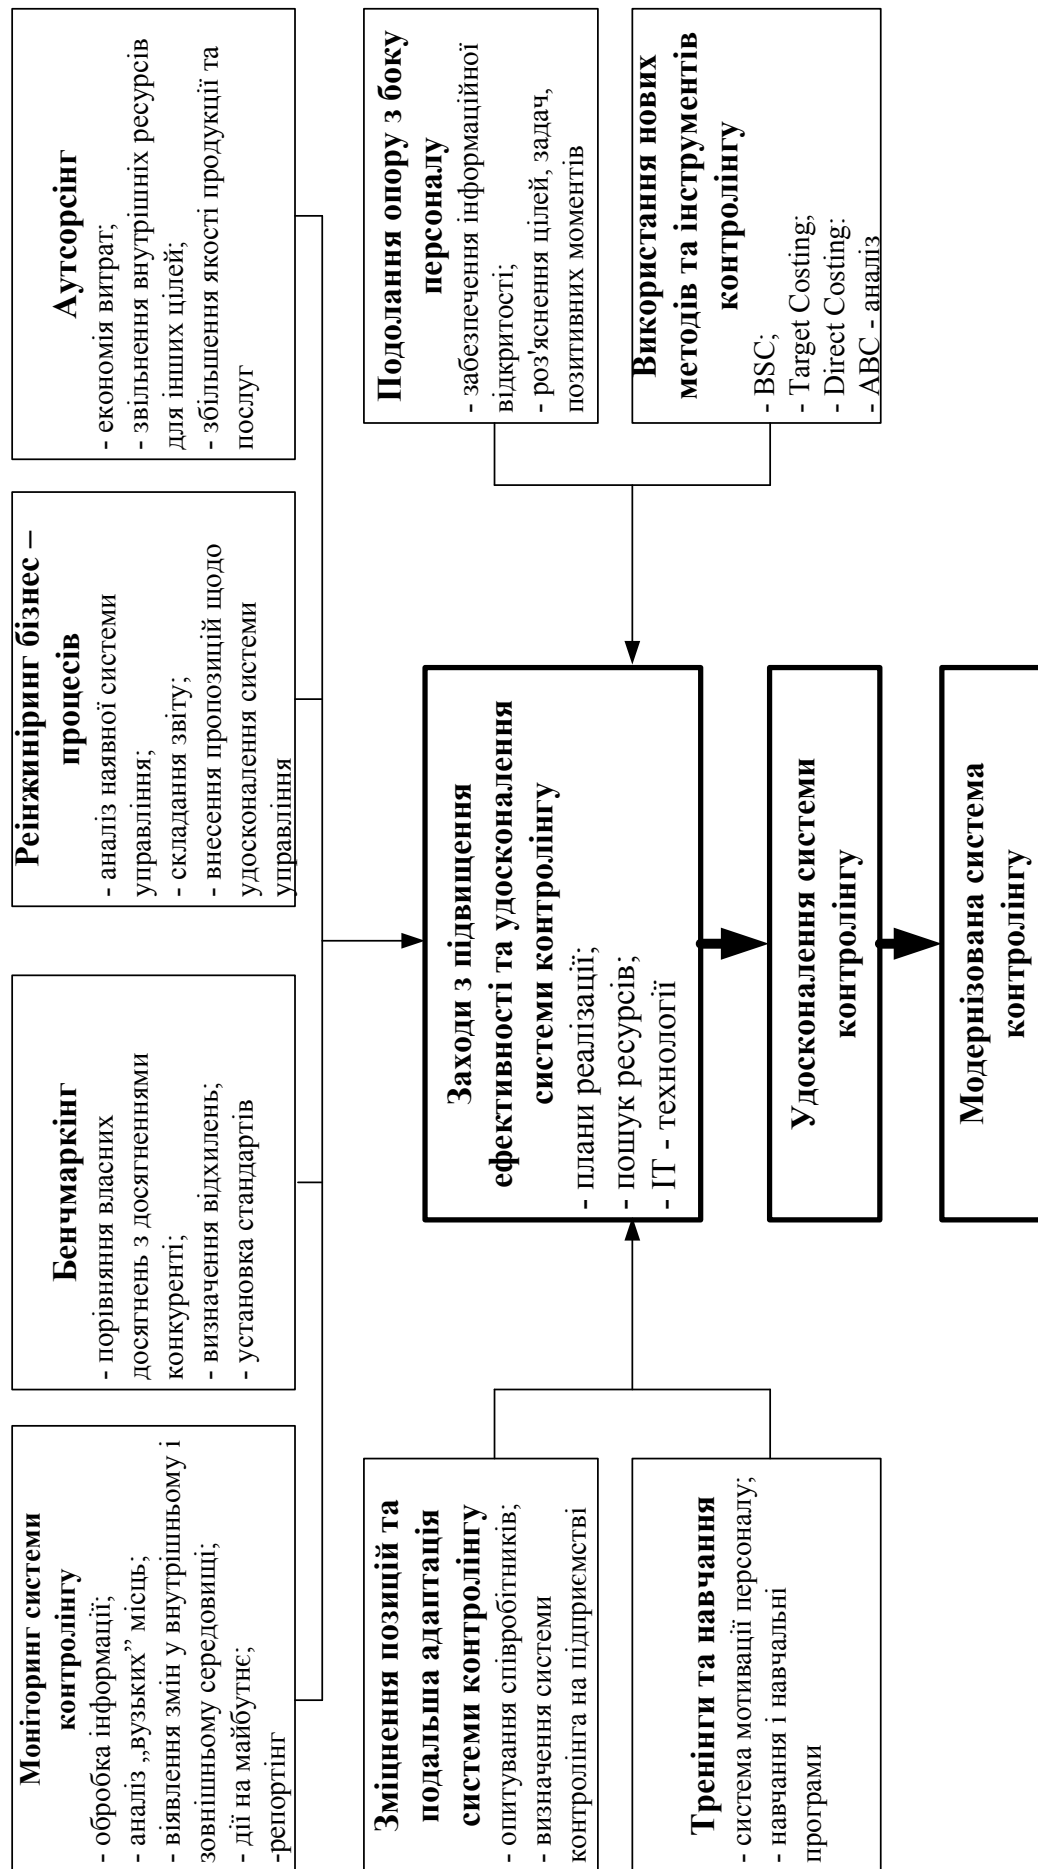 Моніторинг системи
контролінгу
- обробка інформації;
- аналіз „вузьких” місць;
- віявлення змін у внутрішньому і
зовнішньому середовищі;
- дії на майбутнє;
-репортінг
Бенчмаркінг
- порівняння власних
досягнень з досягеннями
конкуренті;
- визначення відхилень;
- установка стандартів
Реінжиніринг бізнес –
процесів
- аналіз наявної системи
управління;
- складання звіту;
- внесення пропозицій щодо
удосконалення системи
управління
Аутсорсінг
- економія витрат;
- звільнення внутрішніх ресурсів
для інших цілей;
- збільшення якості продукції та
послуг
Зміцнення позицій та
подальша адаптація
системи контролінгу
- опитування співробітників;
- визначення системи
контролінга на підприємстві
Заходи з підвищення
ефективності та удосконалення
системи контролінгу
- плани реалізації;
- пошук ресурсів;
- ІТ - технології
Подолання опору з боку
персоналу
- забезпечення інформаційної
відкритості;
- роз'яснення цілей, задач,
позитивних моментів
Тренінги та навчання
- система мотивації персоналу;
- навчання і навчальні
програми
Використання нових
методів та інструментів
контролінгу
- BSC;
- Target Costing;
- Direct Costing:
- АВС - аналіз
Удосконалення системи
контролінгу
Модернізована система
контролінгу